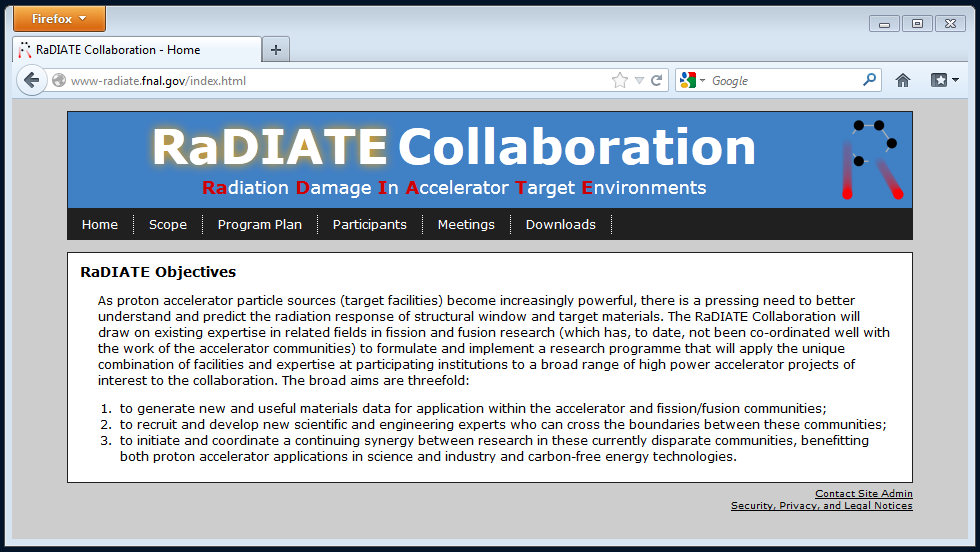 Firefox
RaDIATE Collaboration - Home
www-radiate.fnal.gov/index.html
Google
RaDIATE Collaboration
Radiation Damage In Accelerator Target Environments
Home Scope Program Plan Participants Meetings Downloads
RaDIATE Objectives
As proton accelerator particle sources (target facilities) become increasingly powerful, there is a pressing need to better
understand and predict the radiation response of structural window and target materials. The RaDIATE Collaboration will
draw on existing expertise in related fields in fission and fusion research (which has, to date, not been co-ordinated well with
the work of the accelerator communities) to formulate and implement a research programme that will apply the unique
combination of facilities and expertise at participating institutions to a broad range of high power accelerator projects of
interest to the collaboration. The broad aims are threefold:
1. to generate new and useful materials data for application within the accelerator and fission/fusion communities;
2. to recruit and develop new scientific and engineering experts who can cross the boundaries between these communities;
3. to initiate and coordinate a continuing synergy between research in these currently disparate communities, benefitting
both proton accelerator applications in science and industry and carbon-free energy technologies.
Contact Site Admin
Security, Privacy, and Legal Notices